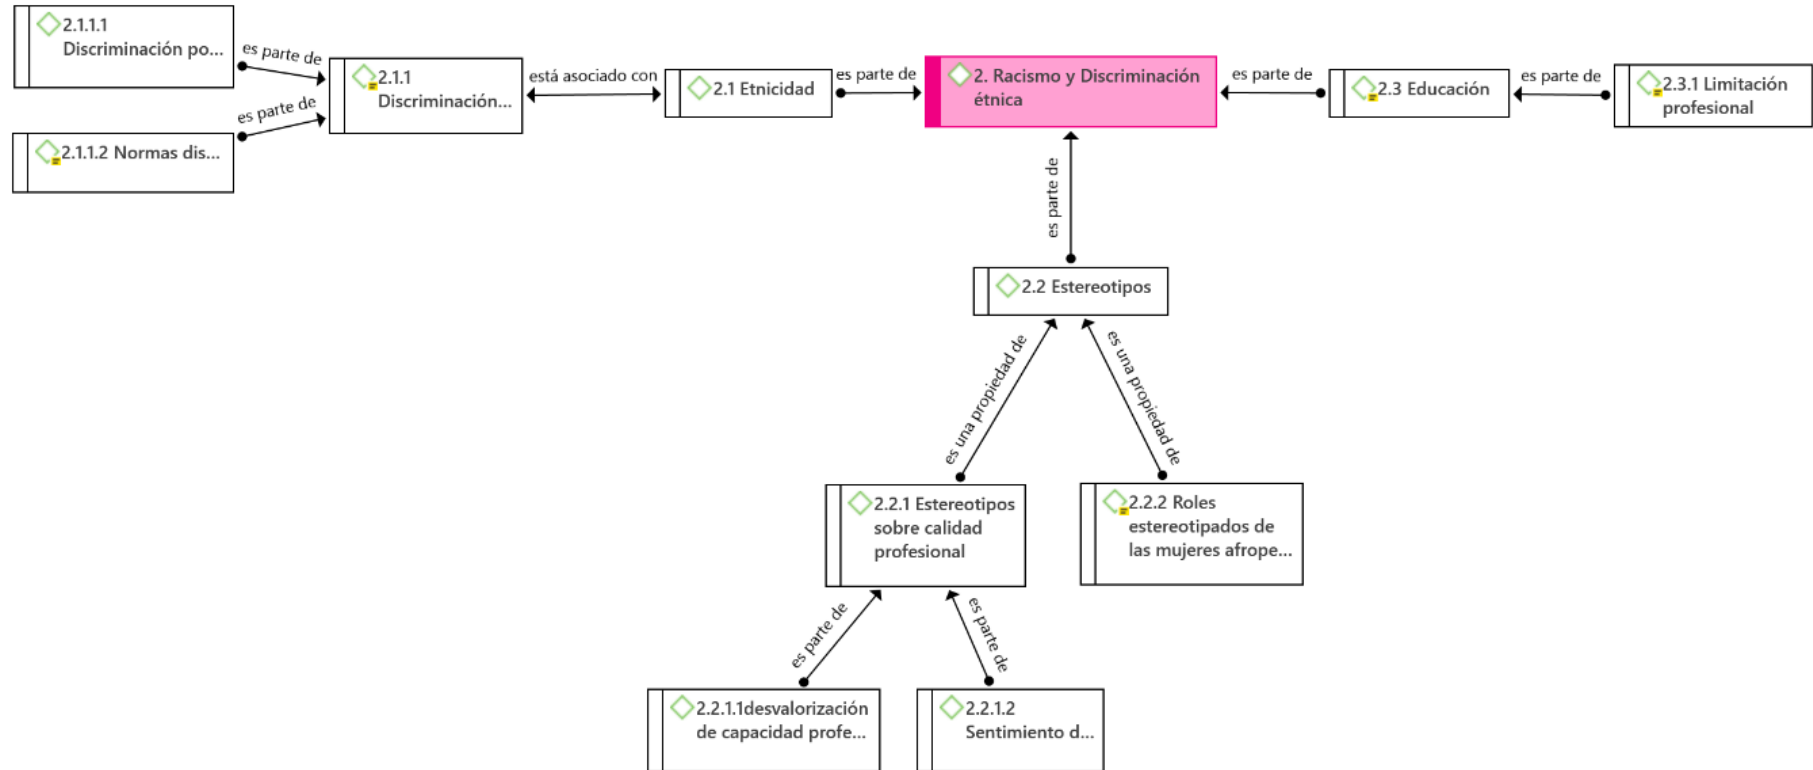 2.1.1.1
Discriminación po...
es parte de
2.1.1
Discriminación...
está asociado con
2.1 Etnicidad
es parte de
2. Racismo y Discriminación
étnica
es parte de
2.3 Educación
es parte de
2.3.1 Limitación
profesional
es parte de
2.1.1.2 Normas dis...
es parte de
2.2 Estereotipos
es una propiedad de
es una propiedad de
2.2.1 Estereotipos
sobre calidad
profesional
2.2.2 Roles
estereotipados de
las mujeres afrope...
es parte de
es parte de
2.2.1.1desvalorización
de capacidad profe...
2.2.1.2
Sentimiento d...